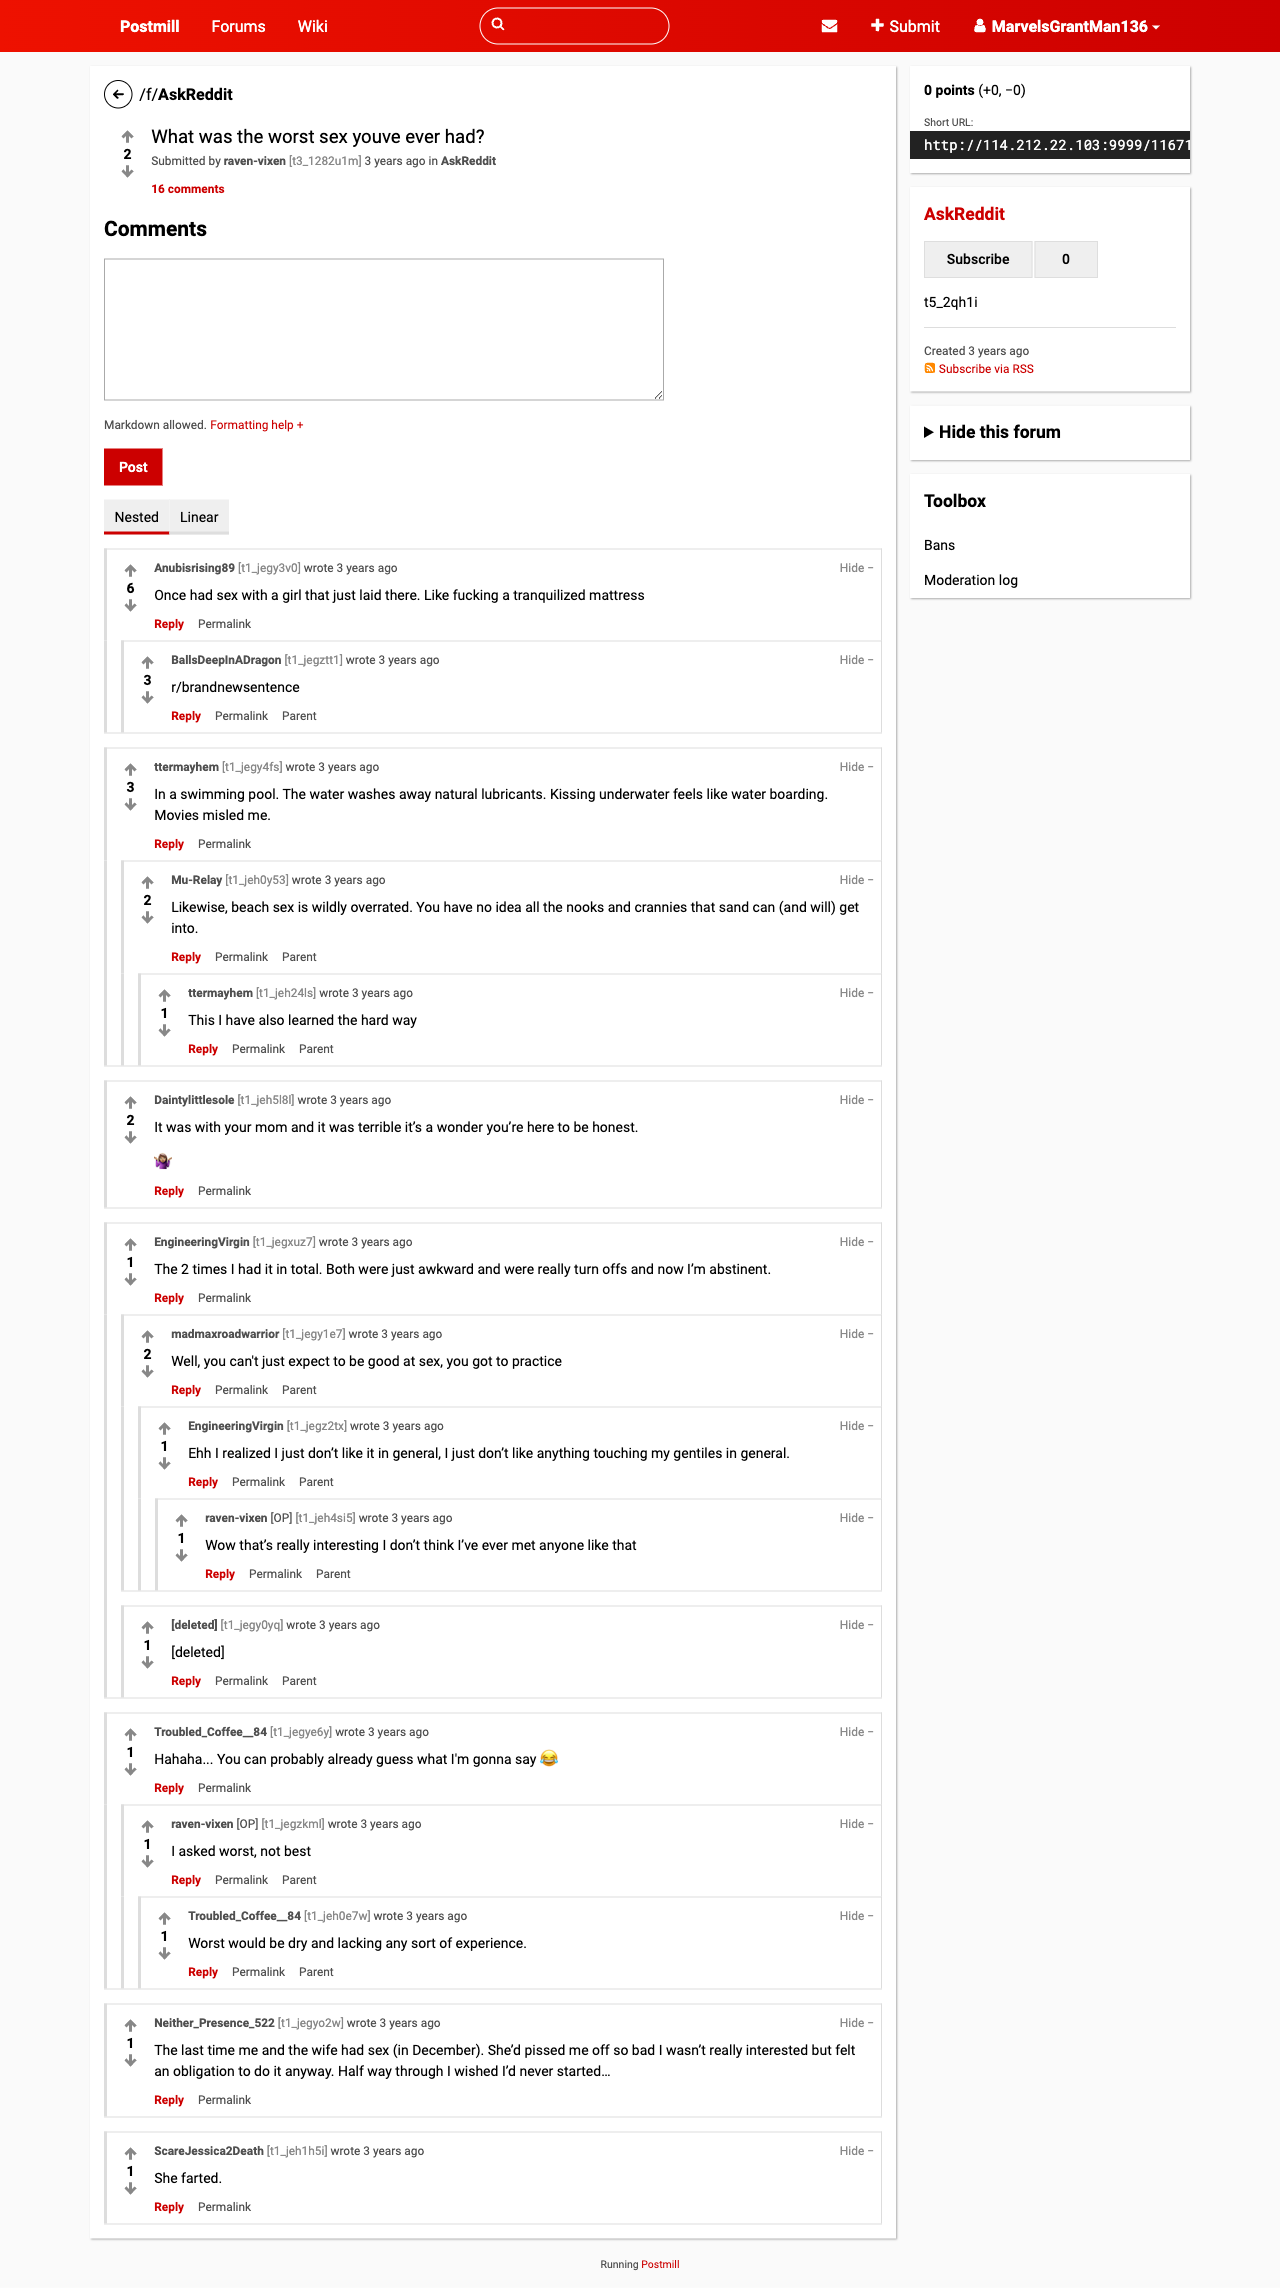 Postmill
Forums
Wiki
Submit
MarvelsGrantMan136
/f/AskReddit
2
What was the worst sex youve ever had?
Submitted by raven-vixen [t3_1282u1m] 3 years ago in AskReddit
16 comments
Comments
Markdown allowed. Formatting help +
Post
Nested
Linear
Anubisrising89 [t1_jegy3v0] wrote 3 years ago
Hide −
6
Once had sex with a girl that just laid there. Like fucking a tranquilized mattress
Reply Permalink
BallsDeepInADragon [t1_jegztt1] wrote 3 years ago
Hide −
3
r/brandnewsentence
Reply Permalink Parent
ttermayhem [t1_jegy4fs] wrote 3 years ago
Hide −
3
In a swimming pool. The water washes away natural lubricants. Kissing underwater feels like water boarding.
Movies misled me.
Reply Permalink
Mu-Relay [t1_jeh0y53] wrote 3 years ago
Hide −
2
Likewise, beach sex is wildly overrated. You have no idea all the nooks and crannies that sand can (and will) get
into.
Reply Permalink Parent
ttermayhem [t1_jeh24ls] wrote 3 years ago
Hide −
1
This I have also learned the hard way
Reply Permalink Parent
Daintylittlesole [t1_jeh5l8l] wrote 3 years ago
Hide −
2
It was with your mom and it was terrible it’s a wonder you’re here to be honest.
🤷🏽‍♀️
Reply Permalink
EngineeringVirgin [t1_jegxuz7] wrote 3 years ago
Hide −
1
The 2 times I had it in total. Both were just awkward and were really turn offs and now I’m abstinent.
Reply Permalink
madmaxroadwarrior [t1_jegy1e7] wrote 3 years ago
Hide −
2
Well, you can't just expect to be good at sex, you got to practice
Reply Permalink Parent
EngineeringVirgin [t1_jegz2tx] wrote 3 years ago
Hide −
1
Ehh I realized I just don’t like it in general, I just don’t like anything touching my gentiles in general.
Reply Permalink Parent
raven-vixen [OP] [t1_jeh4si5] wrote 3 years ago
Hide −
1
Wow that’s really interesting I don’t think I’ve ever met anyone like that
Reply Permalink Parent
[deleted] [t1_jegy0yq] wrote 3 years ago
Hide −
1
[deleted]
Reply Permalink Parent
Troubled_Coffee__84 [t1_jegye6y] wrote 3 years ago
Hide −
1
Hahaha... You can probably already guess what I'm gonna say 😂
Reply Permalink
raven-vixen [OP] [t1_jegzkml] wrote 3 years ago
Hide −
1
I asked worst, not best
Reply Permalink Parent
Troubled_Coffee__84 [t1_jeh0e7w] wrote 3 years ago
Hide −
1
Worst would be dry and lacking any sort of experience.
Reply Permalink Parent
Neither_Presence_522 [t1_jegyo2w] wrote 3 years ago
Hide −
1
The last time me and the wife had sex (in December). She’d pissed me off so bad I wasn’t really interested but felt
an obligation to do it anyway. Half way through I wished I’d never started…
Reply Permalink
ScareJessica2Death [t1_jeh1h5i] wrote 3 years ago
Hide −
1
She farted.
Reply Permalink
0 points (+0, −0)
Short URL:
http://114.212.22.103:9999/11671
AskReddit
Subscribe 0
t5_2qh1i
Created 3 years ago
Subscribe via RSS
Hide this forum
Toolbox
Bans
Moderation log
Running Postmill